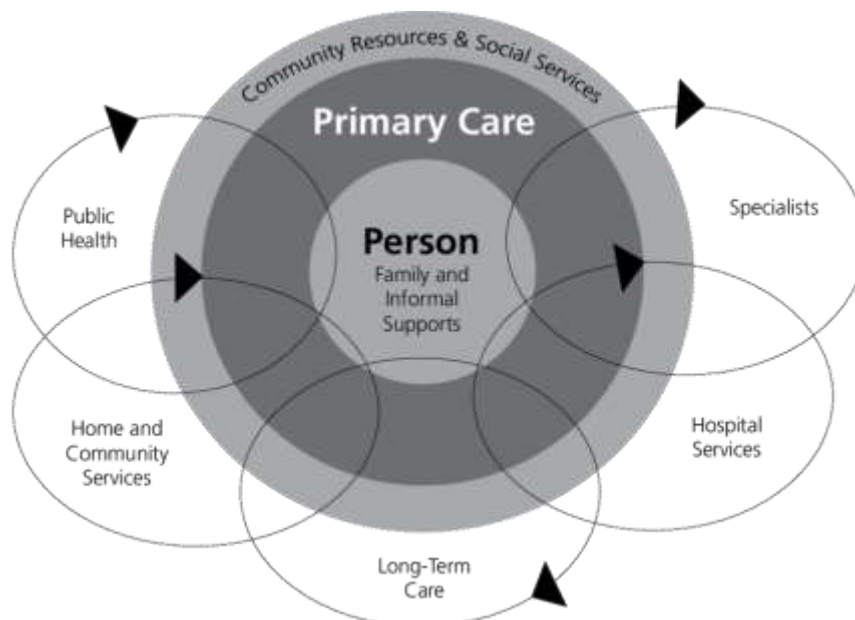 Community Resources & Social Services
Primary Care
Person
Family and
Informal
Supports
Public
Health
Specialists
Home and
Community
Services
Hospital
Services
Long-Term
Care